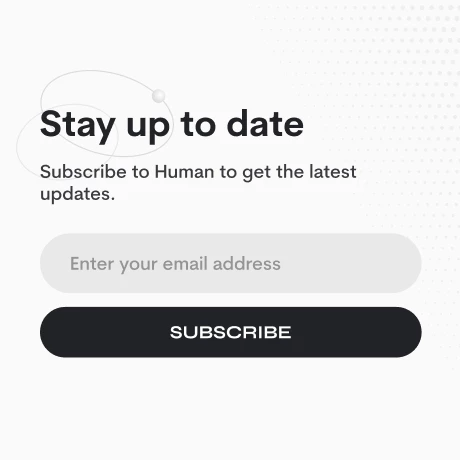 Stay up to date
Subscribe to Human to get the latest
updates.
Enter your email address
SUBSCRIBE